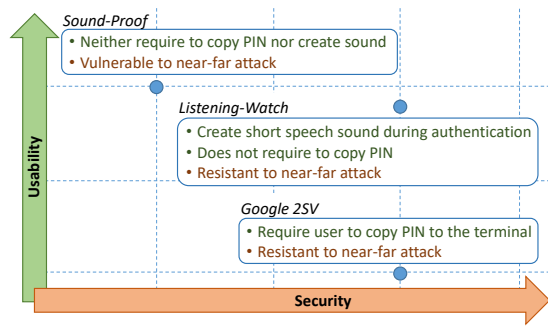 Sound-Proof
• Neither require to copy PIN nor create sound
• Vulnerable to near-far attack
Listening-Watch
• Create short speech sound during authentication
• Does not require to copy PIN
• Resistant to near-far attack
Google 2SV
• Require user to copy PIN to the terminal
• Resistant to near-far attack
Usability
Security